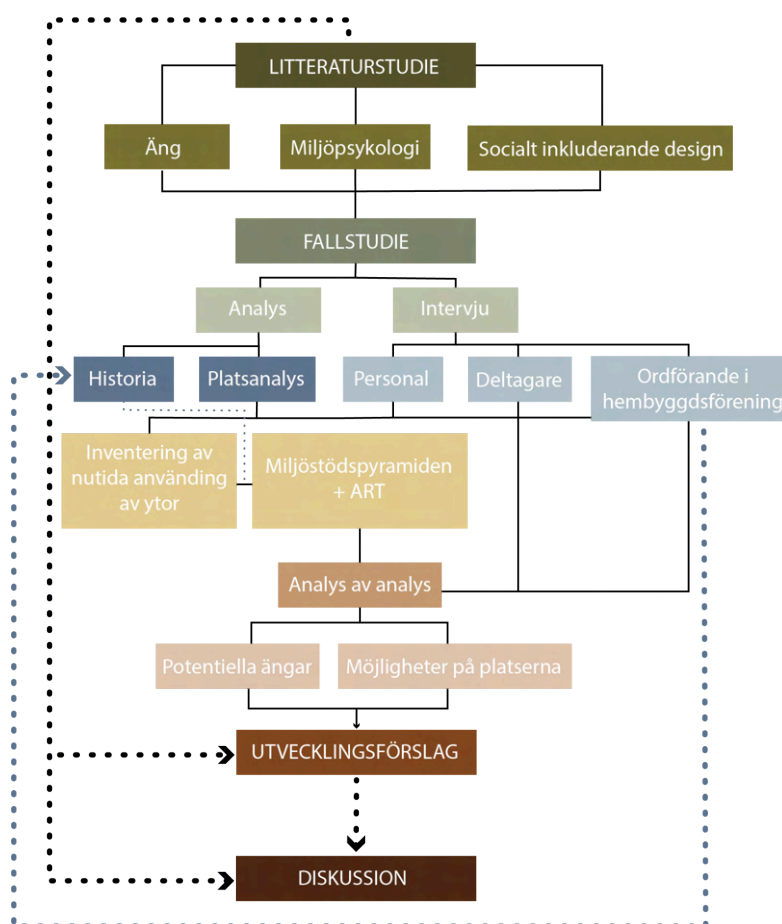 LITTERATURSTUDIE
Äng
Miljöpsykologi
Socialt inkluderande design
FALLSTUDIE
Analys
Intervju
Historia
Platsanalys
Personal
Deltagare
Ordförande i
hembyggdsförening
Inventering av
nutida använding
av ytor
Miljöstödspyramiden
+ ART
Analys av analys
Potentiella ängar
Möjligheter på platserna
UTVECKLINGSFÖRSLAG
DISKUSSION